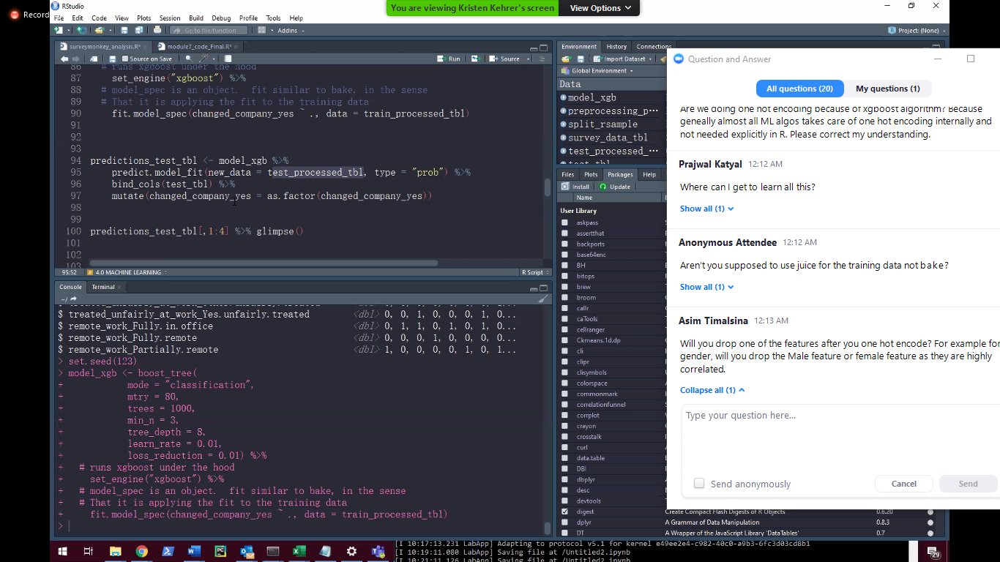 Record
RStudio
You are viewing Kristen Kehrer's screen
View Options
File Edit Code View Plots Session Build Debug Profile Tools Help
Go to file/function
Addins
Project: (None)
surveymonkey_analysis.R*
module7_code_Final.R*
Source on Save
Run
Source
86 # runs xgboost under the hood
87 set_engine("xgboost") %>%
88 # model_spec is an object. fit similar to bake, in the sense
89 # That it is applying the fit to the training data
90 fit.model_spec(changed_company_yes ~ ., data = train_processed_tbl)
91
92
93
94 predictions_test_tbl <- model_xgb %>%
95 predict.model_fit(new_data = test_processed_tbl, type = "prob") %>%
96 bind_cols(test_tbl) %>%
97 mutate(changed_company_yes = as.factor(changed_company_yes))
98
99
100 predictions_test_tbl[,1:4] %>% glimpse()
101
102
103
95:52
4.0 MACHINE LEARNING
R Script
Console Terminal
~/
$ treated_unfairly_at_work_Yes.unfairly.treated <dbl> 0, 0, 1, 0, 0, 0, 1, 0...
$ remote_work_Fully.in.office <dbl> 0, 1, 1, 0, 1, 0, 1, 0...
$ remote_work_Fully.remote <dbl> 0, 0, 0, 1, 0, 0, 0, 0...
$ remote_work_Partially.remote <dbl> 1, 0, 0, 0, 0, 1, 0, 1...
> set.seed(123)
> model_xgb <- boost_tree(
+ mode = "classification",
+ mtry = 80,
+ trees = 1000,
+ min_n = 3,
+ tree_depth = 8,
+ learn_rate = 0.01,
+ loss_reduction = 0.01) %>%
+ # runs xgboost under the hood
+ set_engine("xgboost") %>%
+ # model_spec is an object. fit similar to bake, in the sense
+ # That it is applying the fit to the training data
+ fit.model_spec(changed_company_yes ~ ., data = train_processed_tbl)
>
Environment History Connections
Import Dataset
Global Environment
Data
model_xgb
preprocessing_p...
split_rsample
survey_data_tbl
test_processed_...
test_tbl
Files Plots Packages Help
Install Update
Name
User Library
askpass
assertthat
backports
base64enc
BH
bitops
brew
broom
callr
caTools
cellranger
Ckmeans.1d.dp
cli
clipr
clisymbols
colorspace
commonmark
correlationfunnel
corrplot
crayon
crosstalk
curl
data.table
DBI
dbplyr
desc
devtools
digest Create Compact Hash Digests of R Objects 0.6.20
dplyr A Grammar of Data Manipulation 0.8.3
DT A Wrapper of the JavaScript Library 'DataTables' 0.7
Question and Answer
All questions (20)
My questions (1)
Are we doing one hot encoding because of xgboost algorithm? Because
geneally almost all ML algos takes care of one hot encoding internally and
not needed explicitly in R. Please correct my understanding.
Prajwal Katyal 12:12 AM
Where can I get to learn all this?
Show all (1)
Anonymous Attendee 12:12 AM
Aren't you supposed to use juice for the training data not bake?
Show all (1)
Asim Timalsina 12:13 AM
Will you drop one of the features after you one hot encode? For example for
gender, will you drop the Male feature or female feature as they are highly
correlated.
Collapse all (1)
Type your question here...
Send anonymously
Cancel
Send
[I 10:17:13.231 LabApp] Adapting to protocol v5.1 for kernel e49ee2e4-c982-40c0-a9b3-6fc3d03cd8b1
[I 10:19:11.080 LabApp] Saving file at /Untitled2.ipynb
[I 10:21:11.126 LabApp] Saving file at /Untitled2.ipynb
29